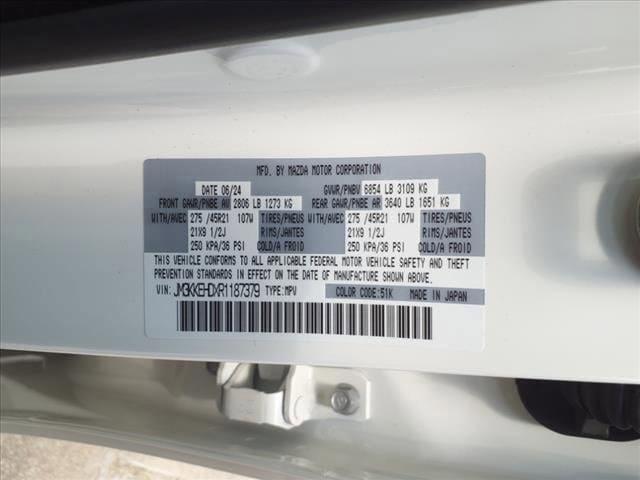 MFD. BY MAZDA MOTOR CORPORATION
DATE 06/24 GVWR/PNBV 6854 LB 3109 KG
FRONT GAWR/PNBE AV 2806 LB 1273 KG REAR GAWR/PNBE AR 3640 LB 1651 KG
WITH/AVEC 275 /45R21 107W TIRES/PNEUS WITH/AVEC 275 /45R21 107W TIRES/PNEUS
21X9 1/2J RIMS/JANTES 21X9 1/2J RIMS/JANTES
250 KPA/36 PSI COLD/A FROID 250 KPA/36 PSI COLD/A FROID
THIS VEHICLE CONFORMS TO ALL APPLICABLE FEDERAL MOTOR VEHICLE SAFETY, BUMPER, AND THEFT
PREVENTION STANDARDS IN EFFECT ON THE DATE OF MANUFACTURE SHOWN ABOVE.
VIN: JM3KKEHDXR1187379 TYPE:MPV COLOR CODE:51K MADE IN JAPAN